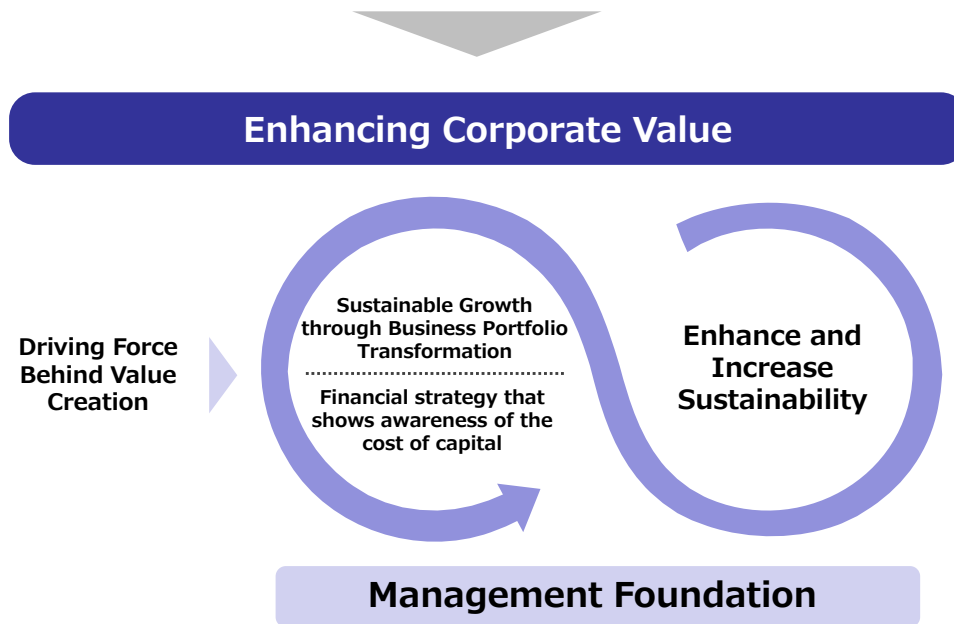 Enhancing Corporate Value
Driving Force
Behind Value
Creation
Sustainable Growth
through Business Portfolio
Transformation
Financial strategy that
shows awareness of the
cost of capital
Enhance and
Increase
Sustainability
Management Foundation